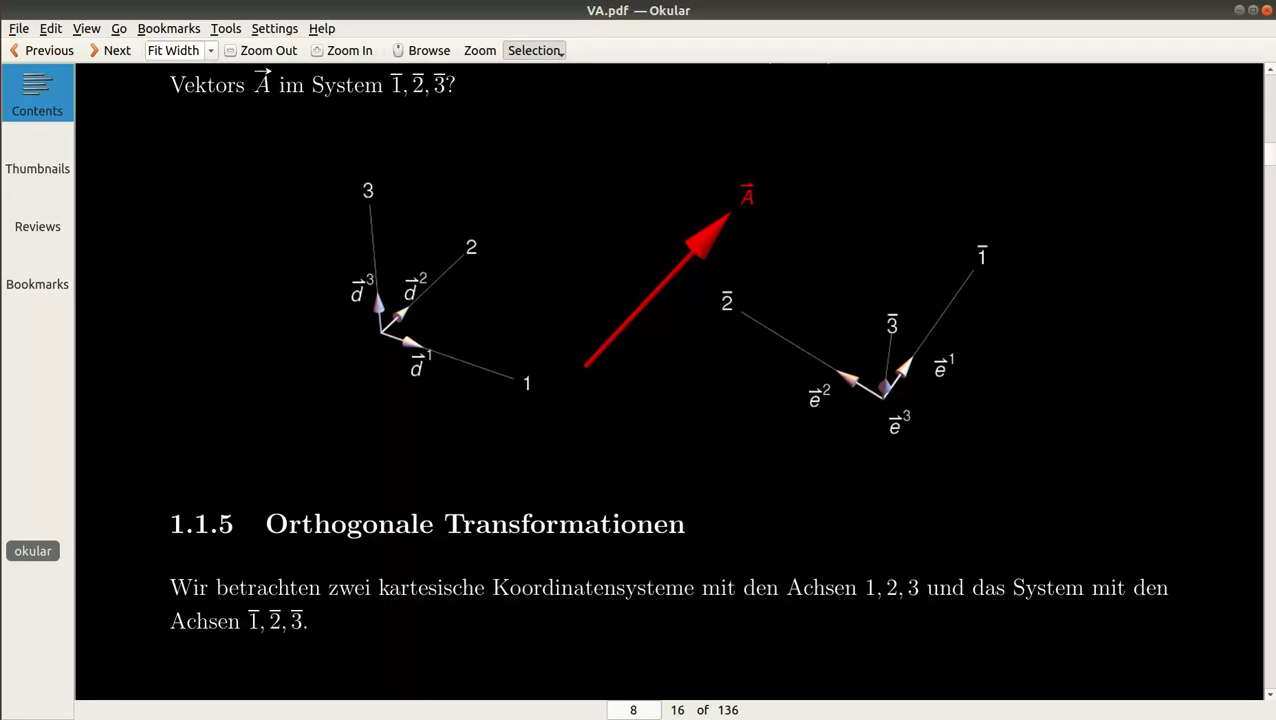 VA.pdf — Okular
File Edit View Go Bookmarks Tools Settings Help
Previous Next Fit Width Zoom Out Zoom In Browse Zoom Selection
Contents
Thumbnails
Reviews
Bookmarks
okular
Vektors A⃗ im System 1̅, 2̅, 3̅?
3
2
d⃗³
d⃗²
d⃗¹
1
A⃗
1̅
2̅
3̅
e⃗¹
e⃗²
e⃗³
1.1.5 Orthogonale Transformationen
Wir betrachten zwei kartesische Koordinatensysteme mit den Achsen 1, 2, 3 und das System mit den
Achsen 1̅, 2̅, 3̅.
8 16 of 136